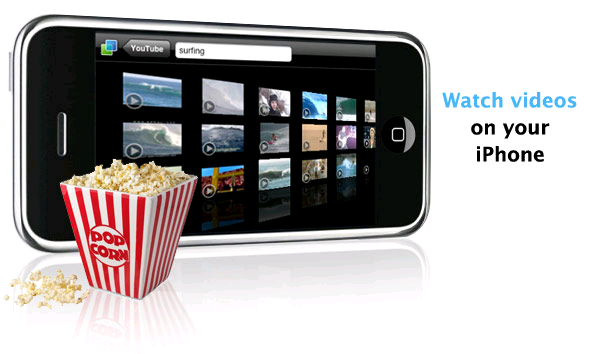 YouTube
surfing
Watch videos
on your
iPhone
POP
CORN